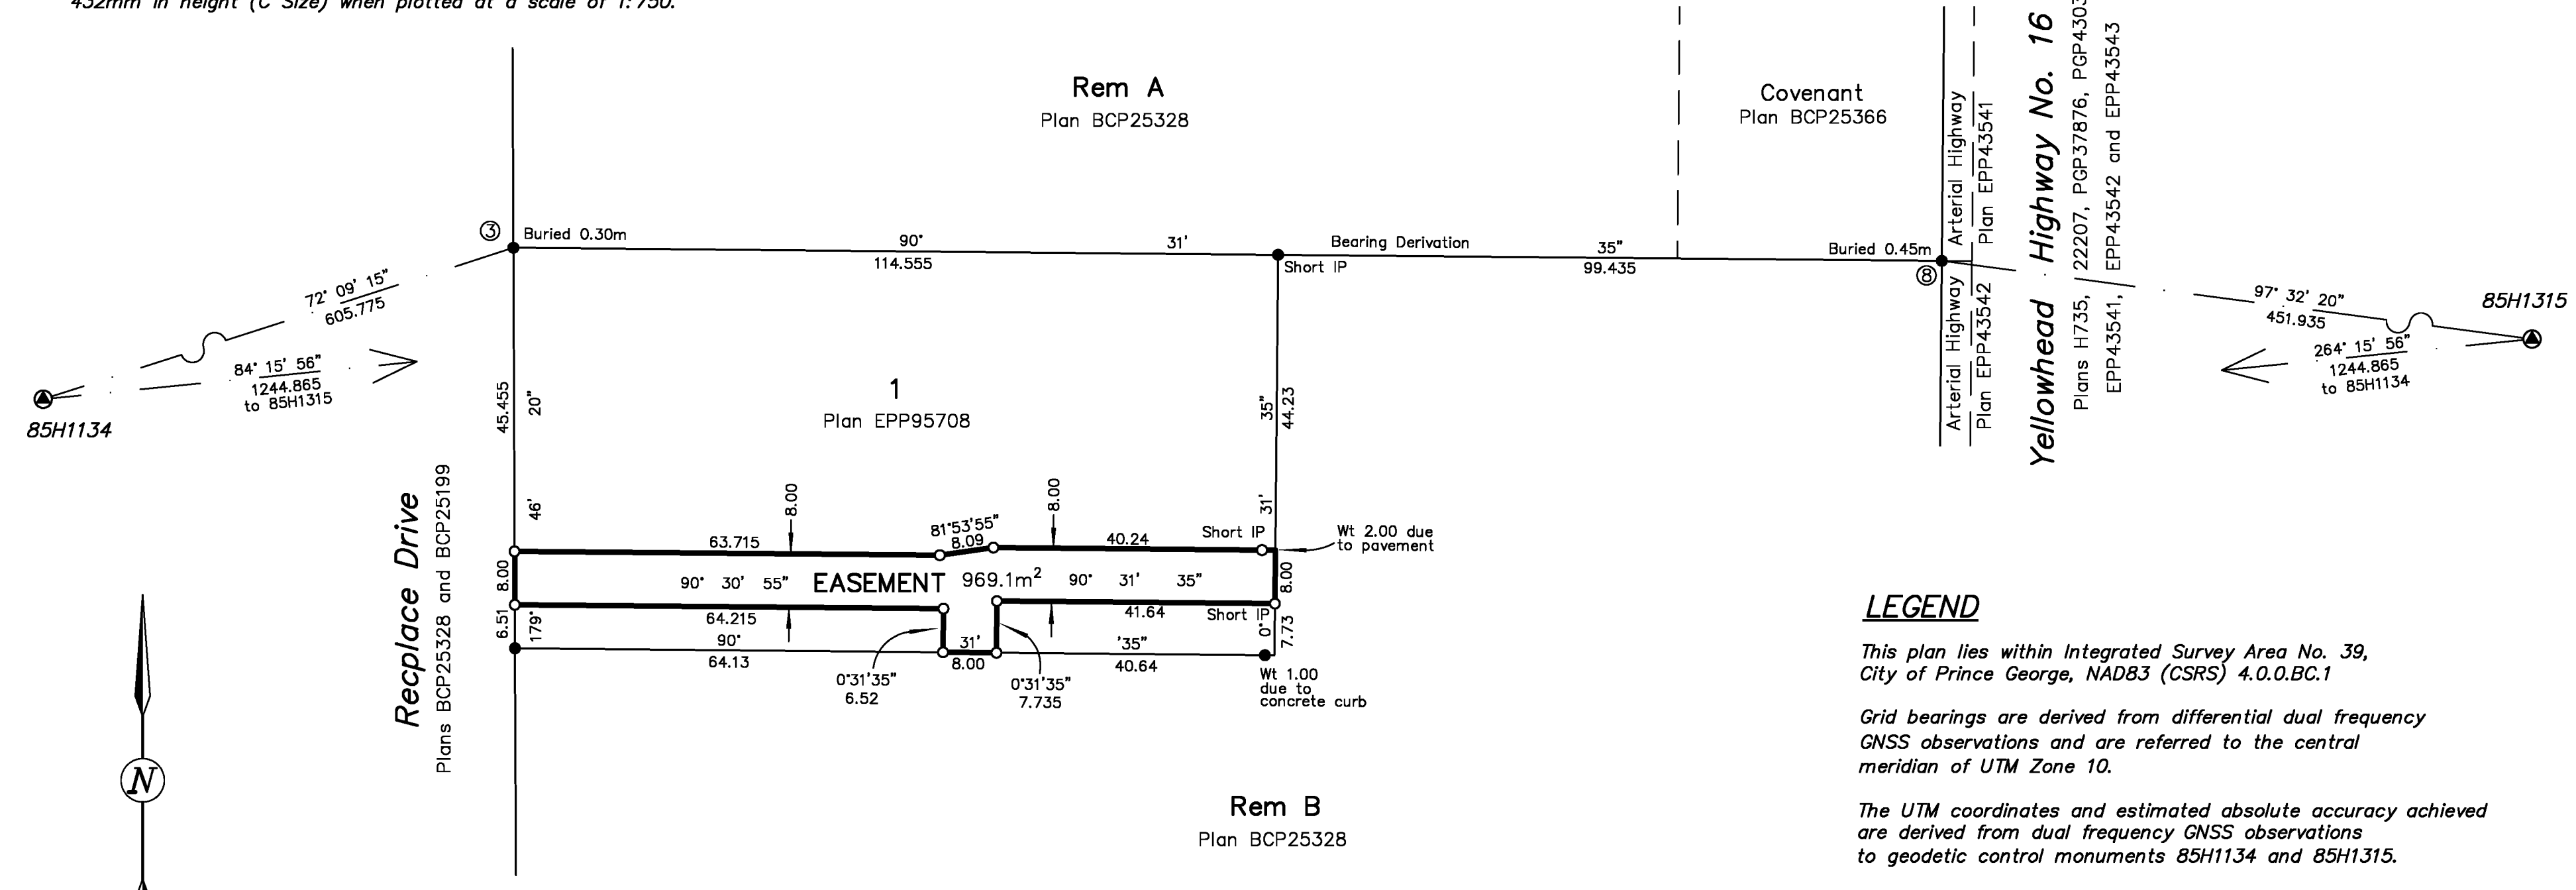 432mm in height (C Size) when plotted at a scale of 1:750.
Rem A
Plan BCP25328
Covenant
Plan BCP25366
Arterial Highway
Plan EPP43541
Arterial Highway
Plan EPP43542
Yellowhead Highway No. 16
Plans H735, 22207, PGP37876, PGP4303
EPP43541, EPP43542 and EPP43543
3
Buried 0.30m
90° 31' 35"
114.555
Short IP
Bearing Derivation
99.435
Buried 0.45m
8
72° 09' 15"
605.775
84° 15' 56"
1244.865
to 85H1315
85H1134
97° 32' 20"
451.935
85H1315
264° 15' 56"
1244.865
to 85H1134
45.455
179° 46' 20"
1
Plan EPP95708
0° 31' 35"
44.23
Recplace Drive
Plans BCP25328 and BCP25199
8.00
8.00
63.715
81°53'55"
8.09
40.24
Short IP
Wt 2.00 due
to pavement
8.00
90° 30' 55"
EASEMENT 969.1m2
90° 31' 35"
8.00
64.215
41.64
Short IP
6.51
7.73
90° 31' '35"
64.13
8.00
40.64
0°31'35"
6.52
0°31'35"
7.735
Wt 1.00
due to
concrete curb
N
Rem B
Plan BCP25328
LEGEND
This plan lies within Integrated Survey Area No. 39,
City of Prince George, NAD83 (CSRS) 4.0.0.BC.1
Grid bearings are derived from differential dual frequency
GNSS observations and are referred to the central
meridian of UTM Zone 10.
The UTM coordinates and estimated absolute accuracy achieved
are derived from dual frequency GNSS observations
to geodetic control monuments 85H1134 and 85H1315.